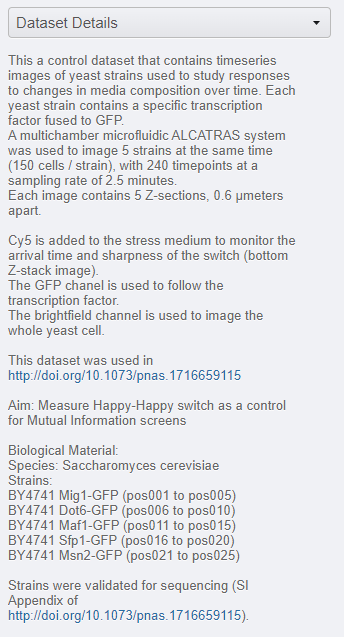 Dataset Details
This a control dataset that contains timeseries
images of yeast strains used to study responses
to changes in media composition over time. Each
yeast strain contains a specific transcription
factor fused to GFP.
A multichamber microfluidic ALCATRAS system
was used to image 5 strains at the same time
(150 cells / strain), with 240 timepoints at a
sampling rate of 2.5 minutes.
Each image contains 5 Z-sections, 0.6 µmeters
apart.
Cy5 is added to the stress medium to monitor the
arrival time and sharpness of the switch (bottom
Z-stack image).
The GFP chanel is used to follow the
transcription factor.
The brightfield channel is used to image the
whole yeast cell.
This dataset was used in
http://doi.org/10.1073/pnas.1716659115
Aim: Measure Happy-Happy switch as a control
for Mutual Information screens
Biological Material:
Species: Saccharomyces cerevisiae
Strains:
BY4741 Mig1-GFP (pos001 to pos005)
BY4741 Dot6-GFP (pos006 to pos010)
BY4741 Maf1-GFP (pos011 to pos015)
BY4741 Sfp1-GFP (pos016 to pos020)
BY4741 Msn2-GFP (pos021 to pos025)
Strains were validated for sequencing (SI
Appendix of
http://doi.org/10.1073/pnas.1716659115).